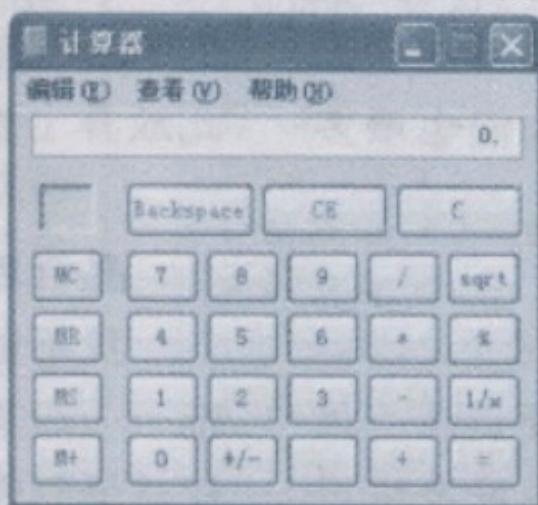 计算器
编辑(E) 查看(V) 帮助(H)
0.
Backspace CE C
MC 7 8 9 / sqrt
MR 4 5 6 * %
MS 1 2 3 - 1/x
M+ 0 +/- . + =